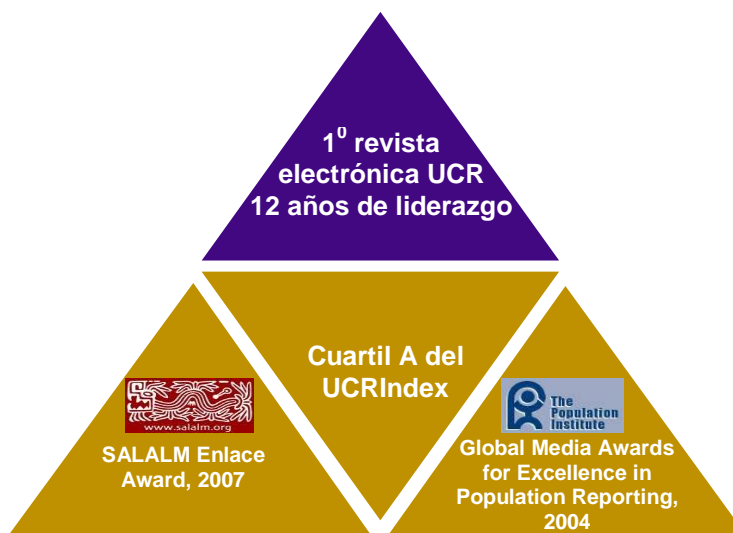 1⁰ revista
electrónica UCR
12 años de liderazgo
Cuartil A del
UCRIndex
www.salalm.org
SALALM Enlace
Award, 2007
The
Population
Institute
Global Media Awards
for Excellence in
Population Reporting,
2004